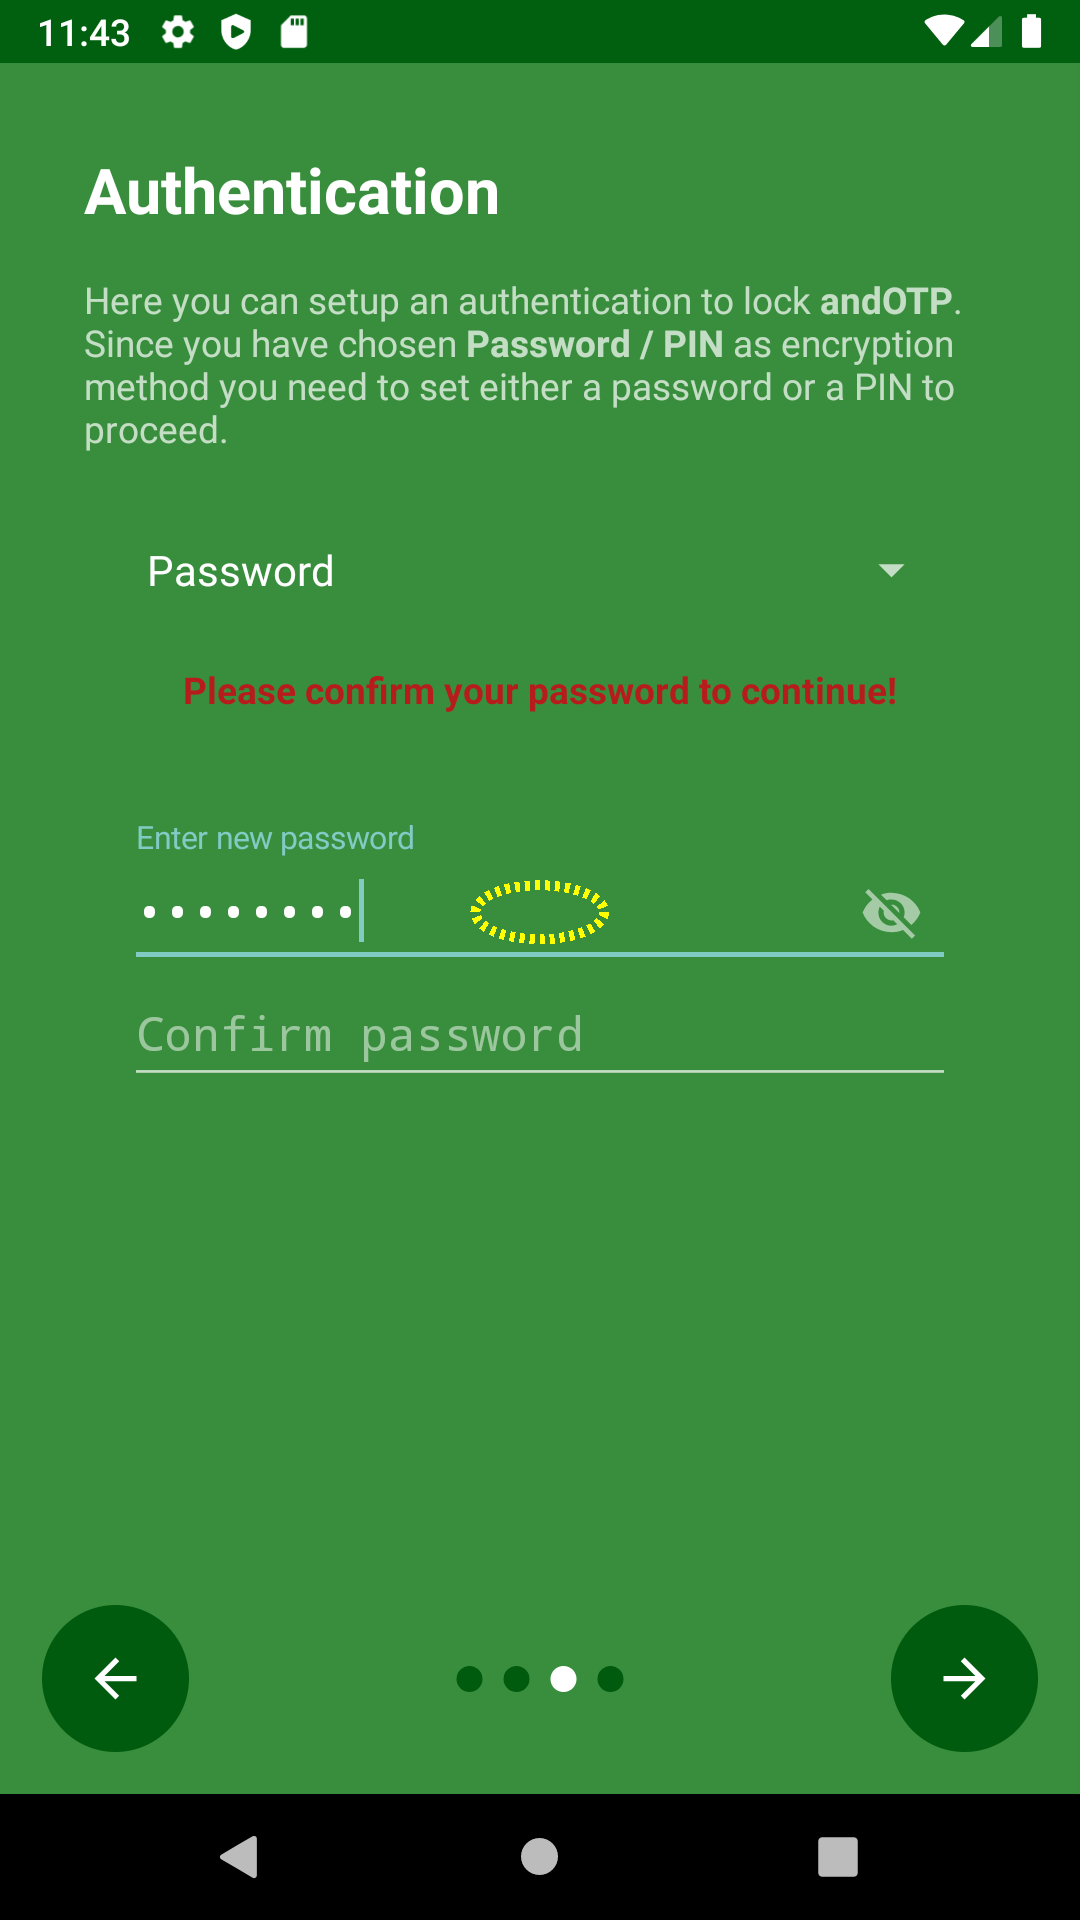 11:43
Authentication
Here you can setup an authentication to lock andOTP.
Since you have chosen Password / PIN as encryption
method you need to set either a password or a PIN to
proceed.
Password
Please confirm your password to continue!
Enter new password
••••••••
Confirm password